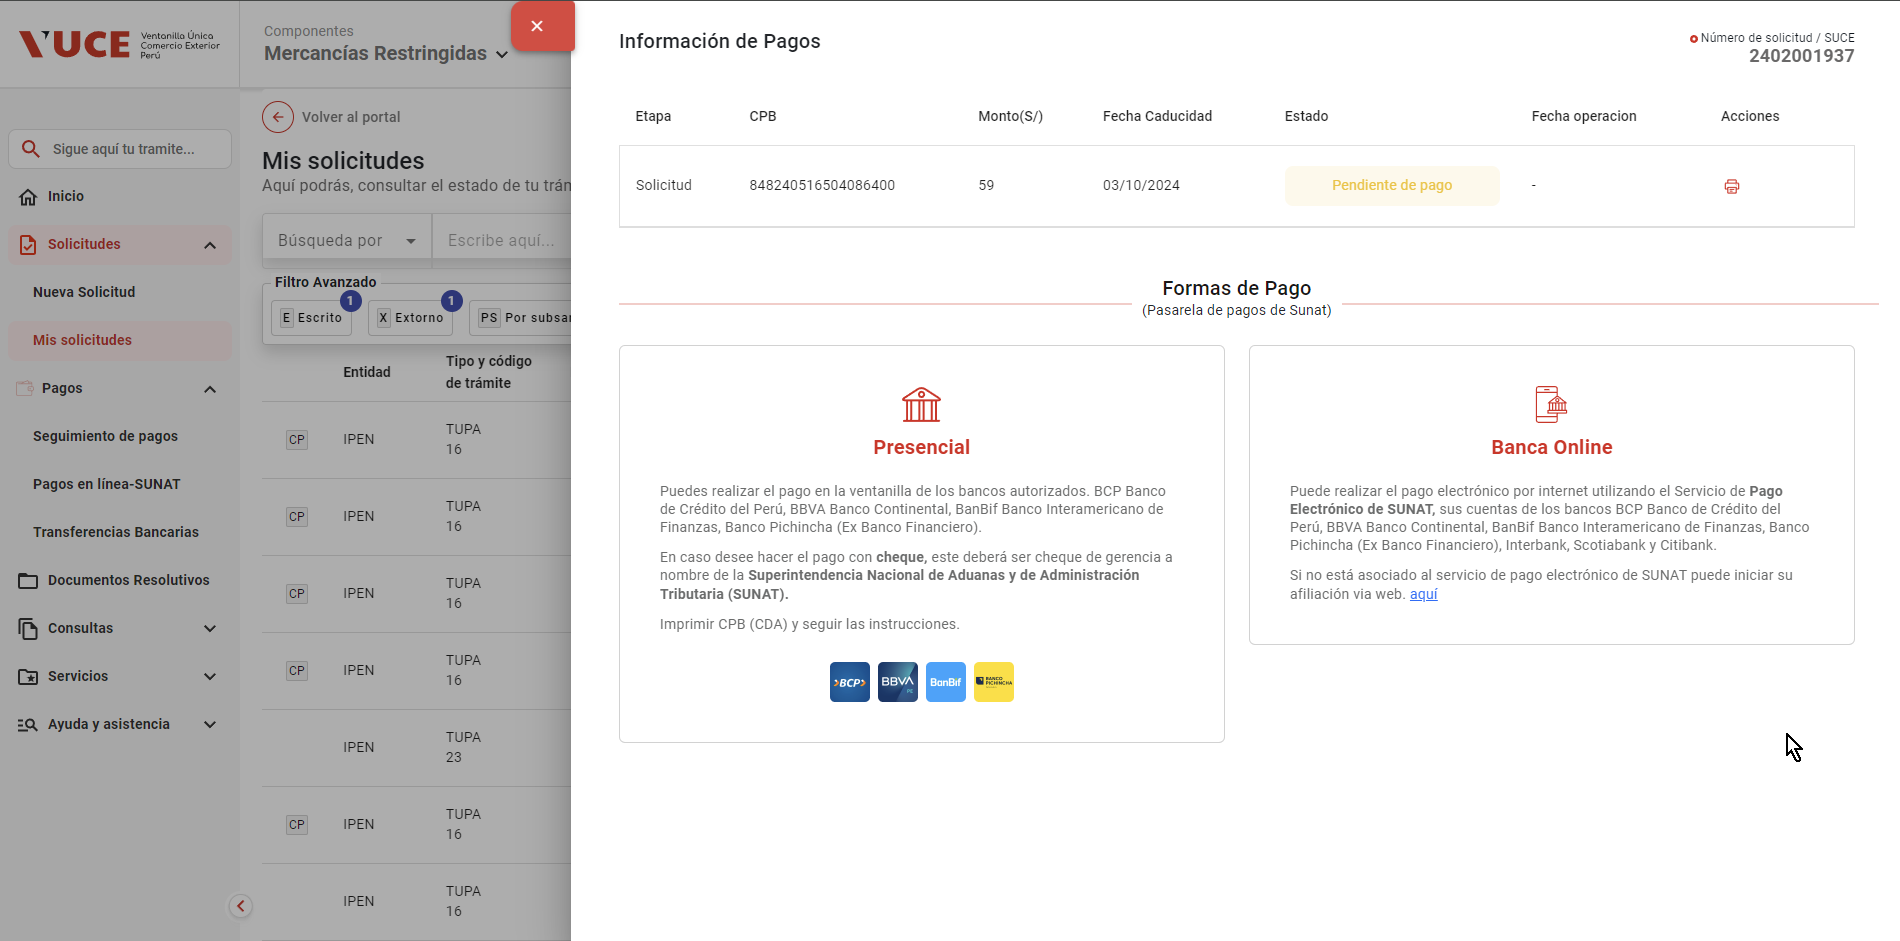 VUCE
Ventanilla Única
Comercio Exterior
Perú
Sigue aquí tu tramite...
Inicio
Solicitudes
Nueva Solicitud
Mis solicitudes
Pagos
Seguimiento de pagos
Pagos en línea-SUNAT
Transferencias Bancarias
Documentos Resolutivos
Consultas
Servicios
Ayuda y asistencia
Componentes
Mercancías Restringidas
Volver al portal
Mis solicitudes
Aquí podrás, consultar el estado de tu trám
Búsqueda por
Escribe aquí...
Filtro Avanzado
E Escrito 1
X Extorno 1
PS Por subsan
Entidad
Tipo y código
de trámite
CP IPEN TUPA
16
CP IPEN TUPA
16
CP IPEN TUPA
16
CP IPEN TUPA
16
IPEN TUPA
23
CP IPEN TUPA
16
IPEN TUPA
16
Información de Pagos
Número de solicitud / SUCE
2402001937
Etapa CPB Monto(S/) Fecha Caducidad Estado Fecha operacion Acciones
Solicitud 848240516504086400 59 03/10/2024 Pendiente de pago -
Formas de Pago
(Pasarela de pagos de Sunat)
Presencial
Puedes realizar el pago en la ventanilla de los bancos autorizados. BCP Banco
de Crédito del Perú, BBVA Banco Continental, BanBif Banco Interamericano de
Finanzas, Banco Pichincha (Ex Banco Financiero).
En caso desee hacer el pago con cheque, este deberá ser cheque de gerencia a
nombre de la Superintendencia Nacional de Aduanas y de Administración
Tributaria (SUNAT).
Imprimir CPB (CDA) y seguir las instrucciones.
BCP
BBVA
BanBif
BANCO
PICHINCHA
Banca Online
Puede realizar el pago electrónico por internet utilizando el Servicio de Pago
Electrónico de SUNAT, sus cuentas de los bancos BCP Banco de Crédito del
Perú, BBVA Banco Continental, BanBif Banco Interamericano de Finanzas, Banco
Pichincha (Ex Banco Financiero), Interbank, Scotiabank y Citibank.
Si no está asociado al servicio de pago electrónico de SUNAT puede iniciar su
afiliación via web. aquí